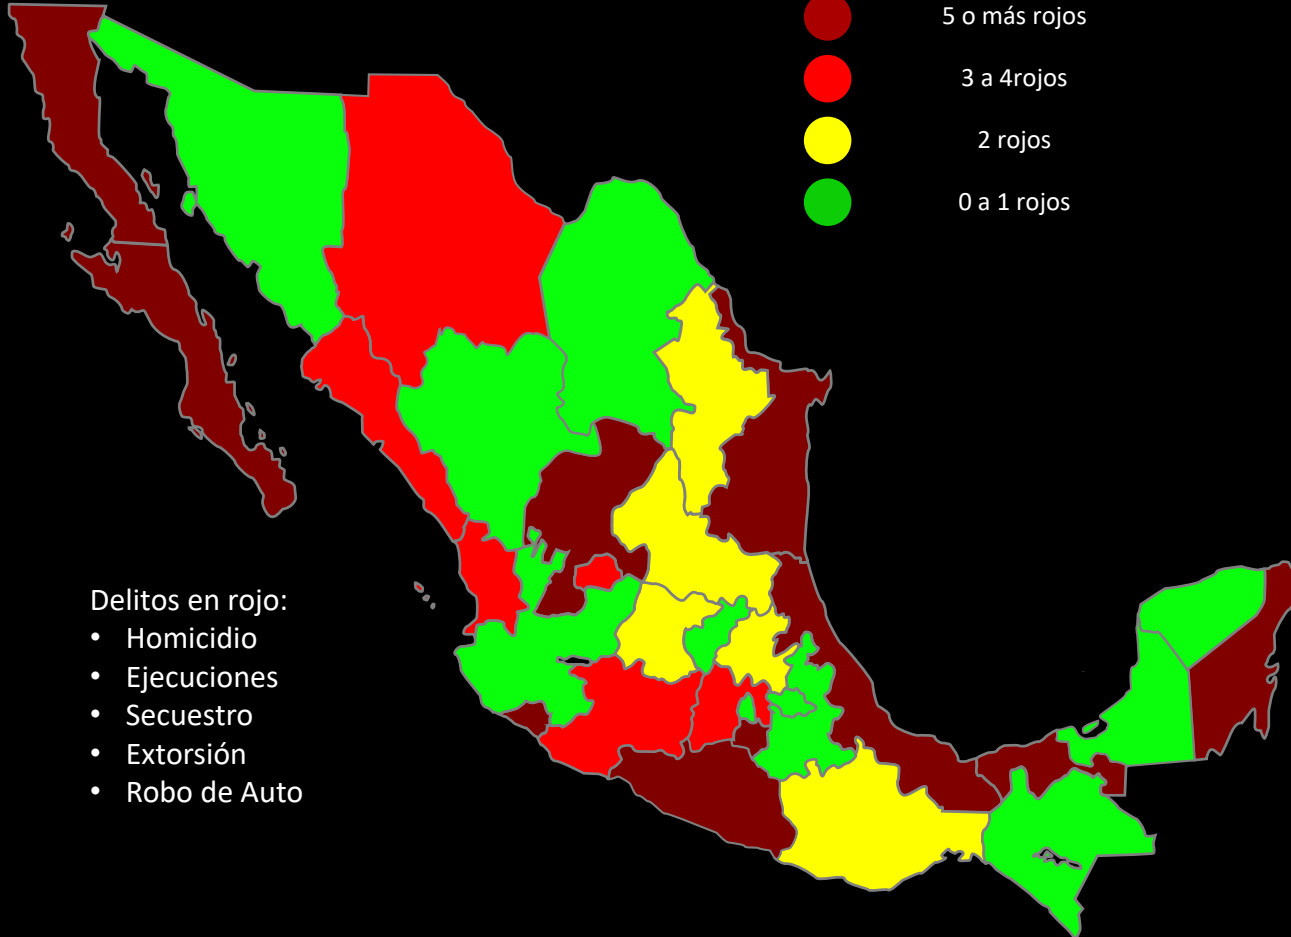 5 o más rojos
3 a 4rojos
2 rojos
0 a 1 rojos
Delitos en rojo:
• Homicidio
• Ejecuciones
• Secuestro
• Extorsión
• Robo de Auto